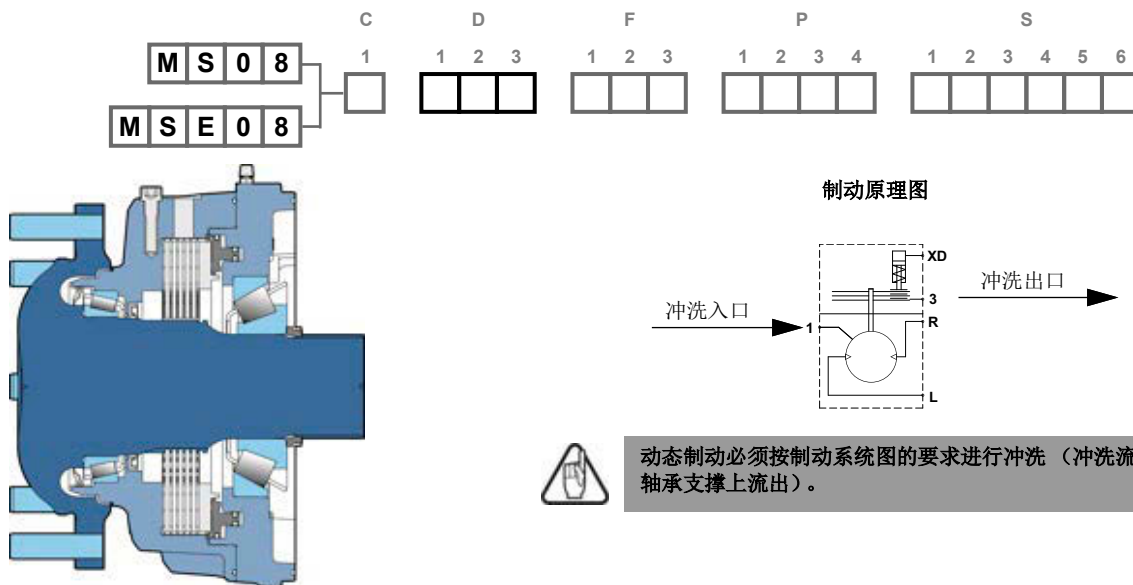 C D F P S
1 1 2 3 1 2 3 1 2 3 4 1 2 3 4 5 6
M S 0 8
M S E 0 8
制动原理图
XD
3
冲洗入口
冲洗出口
1
R
L
动态制动必须按制动系统图的要求进行冲洗 （冲洗流
轴承支撑上流出）。